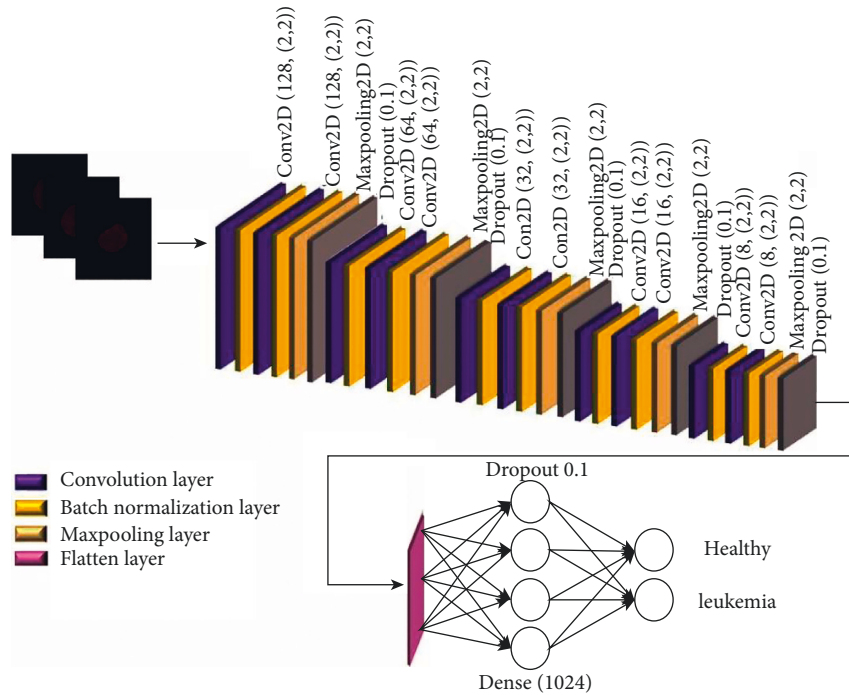 Conv2D (128, (2,2))
Conv2D (128, (2,2))
Maxpooling2D (2,2)
Dropout (0.1)
Conv2D (64, (2,2))
Conv2D (64, (2,2))
Maxpooling2D (2,2)
Dropout (0.1)
Con2D (32, (2,2))
Con2D (32, (2,2))
Maxpooling2D (2,2)
Dropout (0.1)
Conv2D (16, (2,2))
Conv2D (16, (2,2))
Maxpooling2D (2,2)
Dropout (0.1)
Conv2D (8, (2,2))
Conv2D (8, (2,2))
Maxpooling 2D (2,2)
Dropout (0.1)
Convolution layer
Batch normalization layer
Maxpooling layer
Flatten layer
Dropout 0.1
Healthy
leukemia
Dense (1024)